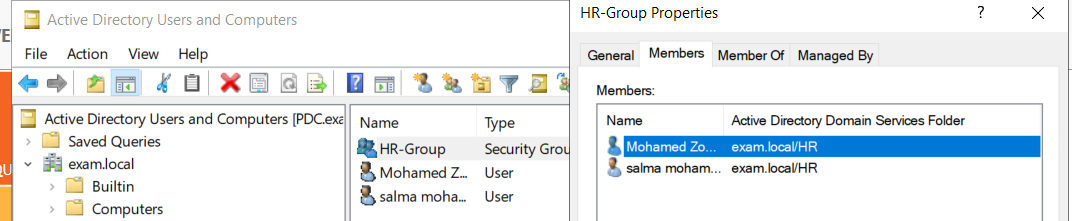 Active Directory Users and Computers
File Action View Help
Active Directory Users and Computers [PDC.exa
Saved Queries
exam.local
Builtin
Computers
Name Type
HR-Group Security Grou
Mohamed Z... User
salma moha... User
HR-Group Properties ? X
General Members Member Of Managed By
Members:
Name Active Directory Domain Services Folder
Mohamed Zo... exam.local/HR
salma moham... exam.local/HR